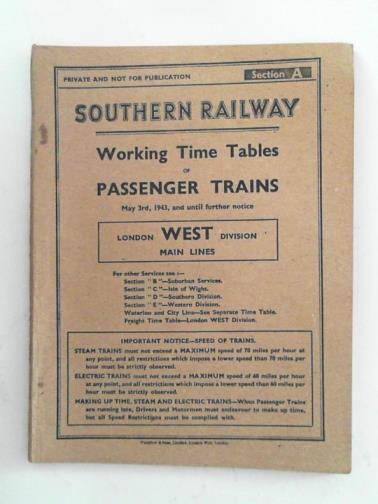 PRIVATE AND NOT FOR PUBLICATION
Section A
SOUTHERN RAILWAY
Working Time Tables
OF
PASSENGER TRAINS
May 3rd, 1943, and until further notice
LONDON WEST DIVISION
MAIN LINES
For other Services see :—
Section "B"—Suburban Services.
Section "C"—Isle of Wight.
Section "D"—Southern Division.
Section "E"—Western Division.
Waterloo and City Line—See Separate Time Table.
Freight Time Table—London WEST Division.
IMPORTANT NOTICE—SPEED OF TRAINS.
STEAM TRAINS must not exceed a MAXIMUM speed of 70 miles per hour at
any point, and all restrictions which impose a lower speed than 70 miles per
hour must be strictly observed.
ELECTRIC TRAINS must not exceed a MAXIMUM speed of 60 miles per hour
at any point, and all restrictions which impose a lower speed than 60 miles per
hour must be strictly observed.
MAKING UP TIME, STEAM AND ELECTRIC TRAINS—When Passenger Trains
are running late, Drivers and Motormen must endeavour to make up time,
but all Speed Restrictions must be complied with.